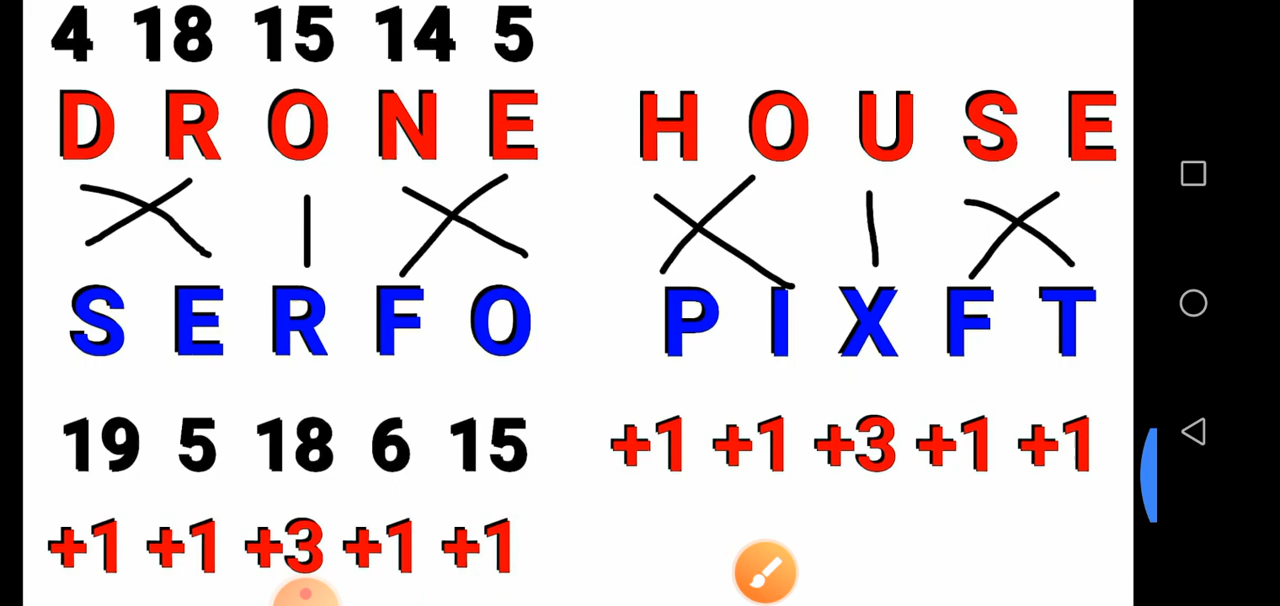 4 18 15 14 5
D R O N E
H O U S E
S E R F O
P I X F T
19 5 18 6 15
+1 +1 +3 +1 +1
+1 +1 +3 +1 +1